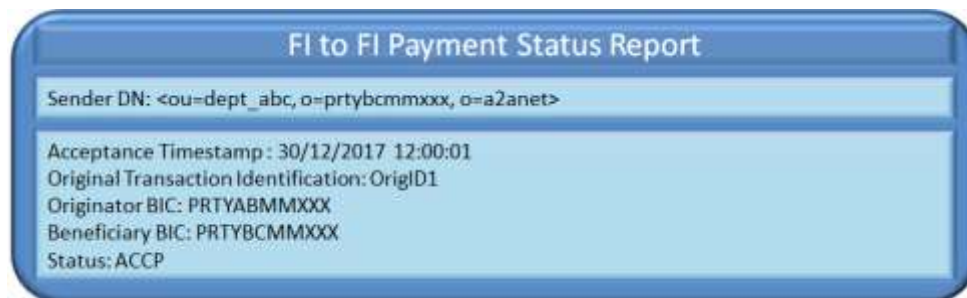 FI to FI Payment Status Report
Sender DN: <ou=dept_abc, o=prtybcmmxxx, o=a2anet>
Acceptance Timestamp : 30/12/2017 12:00:01
Original Transaction Identification: OrigID1
Originator BIC: PRTYABMMXXX
Beneficiary BIC: PRTYBCMMXXX
Status: ACCP